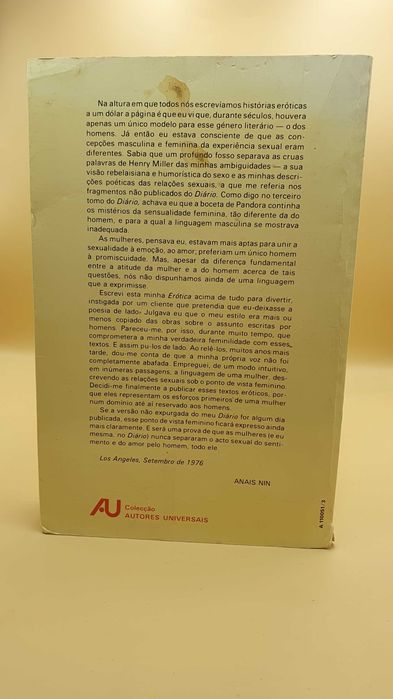 Na altura em que todos nós escrevíamos histórias eróticas
a um dólar a página é que eu vi que, durante séculos, houvera
apenas um único modelo para esse género literário — o dos
homens. Já então eu estava consciente de que as con-
cepções masculina e feminina da experiência sexual eram
diferentes. Sabia que um profundo fosso separava as cruas
palavras de Henry Miller das minhas ambiguidades — a sua
visão rebelaisiana e humorística do sexo e as minhas descri-
ções poéticas das relações sexuais, a que me referia nos
fragmentos não publicados do Diário. Como digo no terceiro
tomo do Diário, achava eu que a boceta de Pandora continha
os mistérios da sensualidade feminina, tão diferente da do
homem, e para a qual a linguagem masculina se mostrava
inadequada.
As mulheres, pensava eu, estavam mais aptas para unir a
sexualidade à emoção, ao amor; preferiam um único homem
à promiscuidade. Mas, apesar da diferença fundamental
entre a atitude da mulher e a do homem acerca de tais
questões, nós não dispúnhamos ainda de uma linguagem
que a exprimisse.
Escrevi esta minha Erótica acima de tudo para divertir,
instigada por um cliente que pretendia que eu «deixasse a
poesia de lado». Julgava eu que o meu estilo era mais ou
menos copiado das obras sobre o assunto escritas por
homens. Pareceu-me, por isso, durante muito tempo, que
comprometera a minha verdadeira feminilidade com esses
textos. E assim pu-los de lado. Ao relê-los, muitos anos mais
tarde, dou-me conta de que a minha própria voz não foi
completamente abafada. Empreguei, de um modo intuitivo,
em inúmeras passagens, a linguagem de uma mulher, des-
crevendo as relações sexuais sob o ponto de vista feminino.
Decidi-me finalmente a publicar esses textos eróticos, por-
que eles representam os esforços primeiros de uma mulher
num domínio até aí reservado aos homens.
Se a versão não expurgada do meu Diário for algum dia
publicada, esse ponto de vista feminino ficará expresso ainda
mais claramente. E será uma prova de que as mulheres (e eu
mesma, no Diário) nunca separaram o acto sexual do senti-
mento e do amor pelo homem, todo ele
Los Angeles, Setembro de 1976
ANAIS NIN
AU
Colecção
AUTORES UNIVERSAIS
A 110051/3